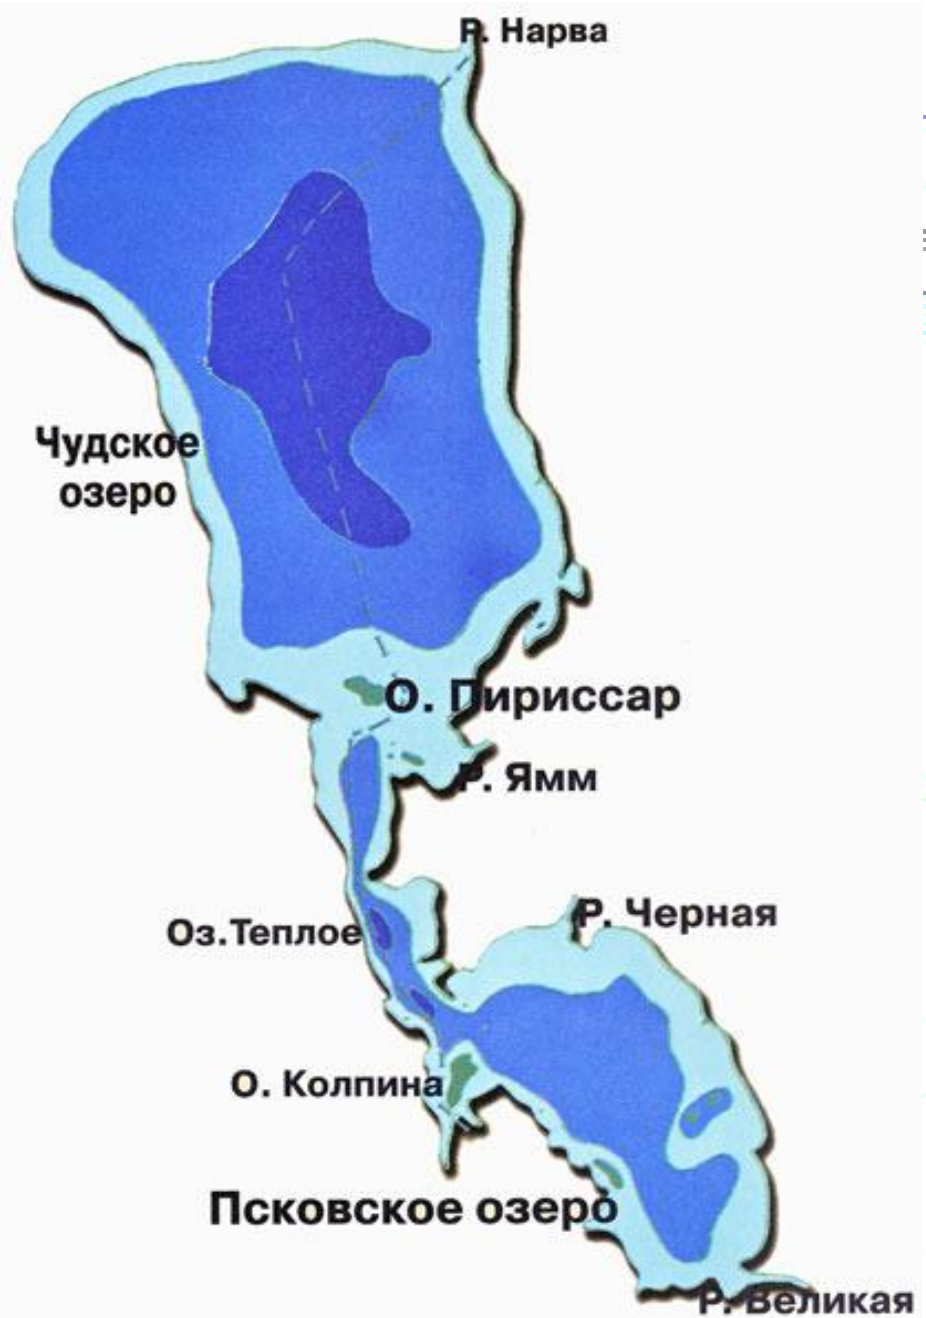 Р. Нарва
Чудское
озеро
О. Пириссар
Р. Ямм
Р. Черная
Оз.Теплое
О. Колпина
Псковское озеро
Р. Великая